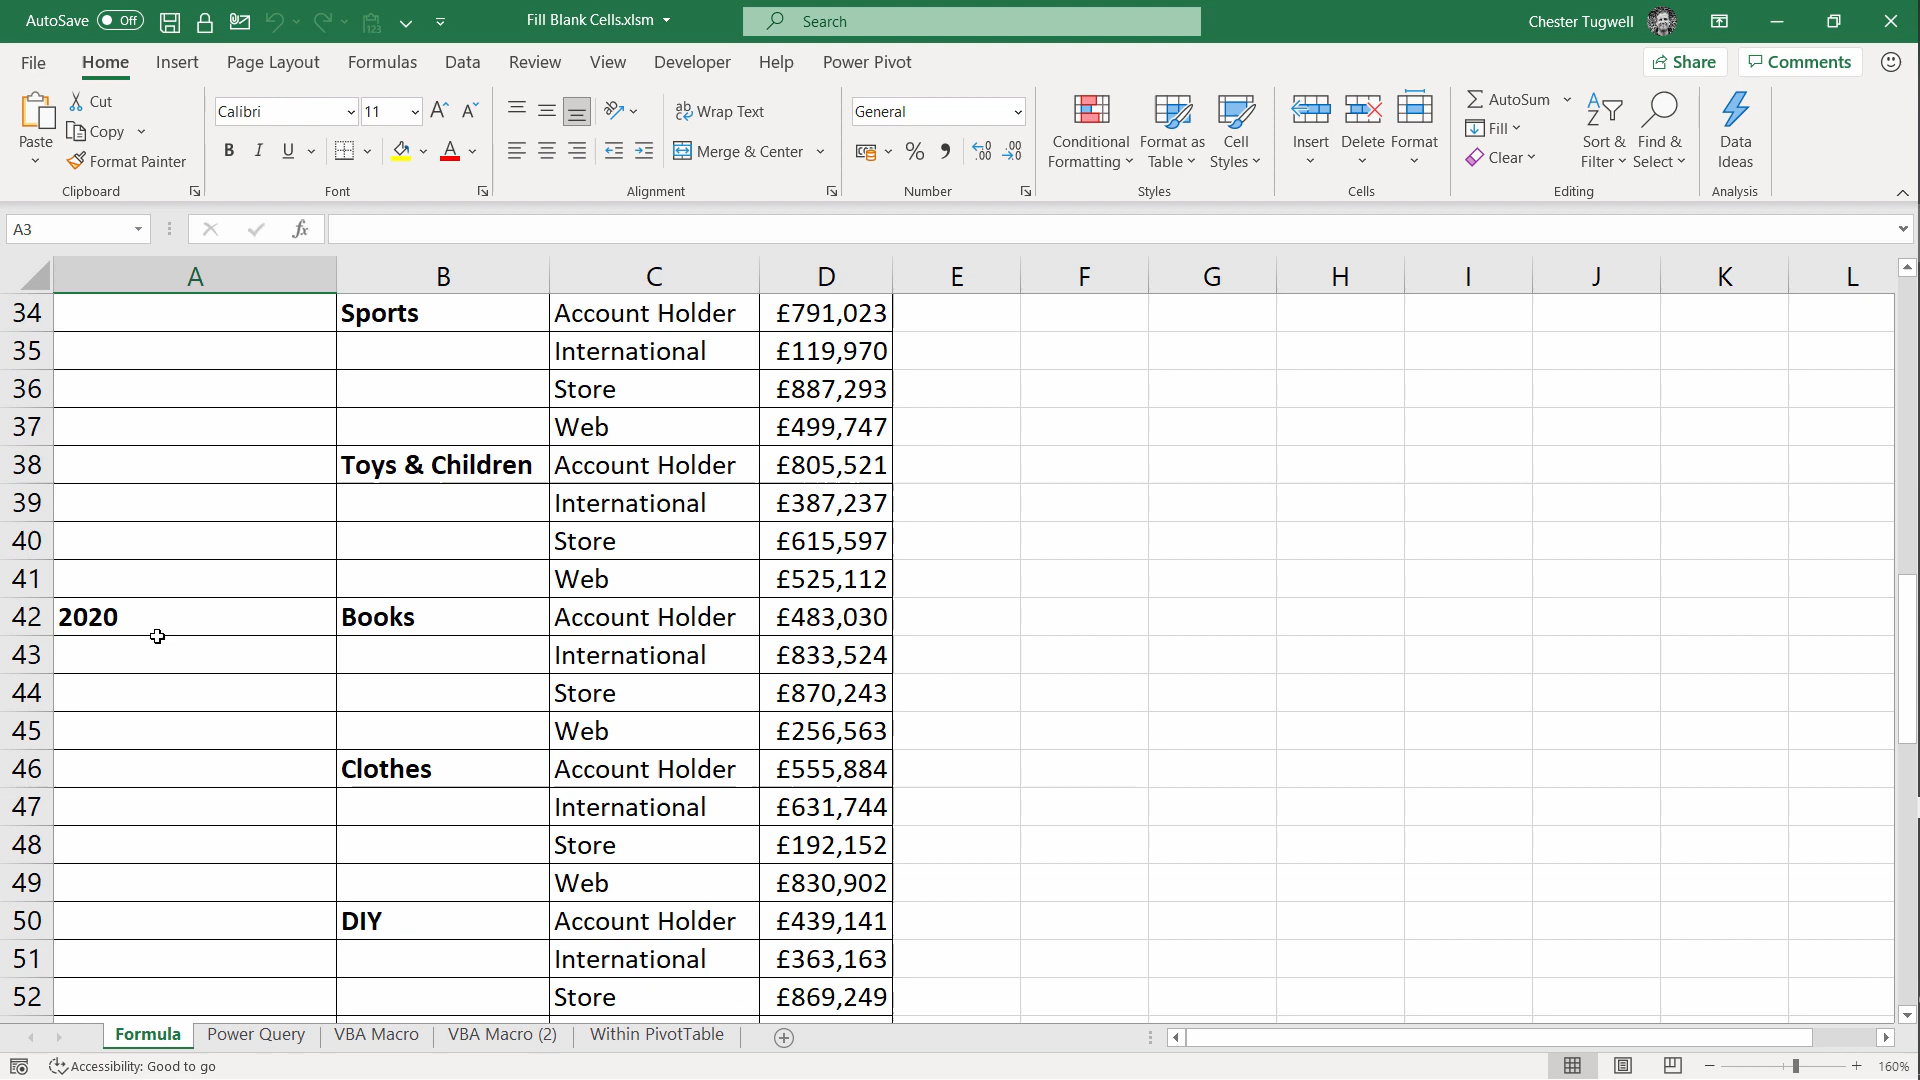 AutoSave Off Fill Blank Cells.xlsm Search Chester Tugwell
File Home Insert Page Layout Formulas Data Review View Developer Help Power Pivot Share Comments
Paste Cut Copy Format Painter Clipboard
Calibri 11 B I U A Font
Wrap Text Merge & Center Alignment
General % Number
Conditional Formatting Format as Table Cell Styles Styles
Insert Delete Format Cells
AutoSum Fill Clear Sort & Filter Find & Select Editing
Data Ideas Analysis
A3 fx
A B C D E F G H I J K L
34 Sports Account Holder £791,023
35 International £119,970
36 Store £887,293
37 Web £499,747
38 Toys & Children Account Holder £805,521
39 International £387,237
40 Store £615,597
41 Web £525,112
42 2020 Books Account Holder £483,030
43 International £833,524
44 Store £870,243
45 Web £256,563
46 Clothes Account Holder £555,884
47 International £631,744
48 Store £192,152
49 Web £830,902
50 DIY Account Holder £439,141
51 International £363,163
52 Store £869,249
Formula Power Query VBA Macro VBA Macro (2) Within PivotTable
Accessibility: Good to go 160%